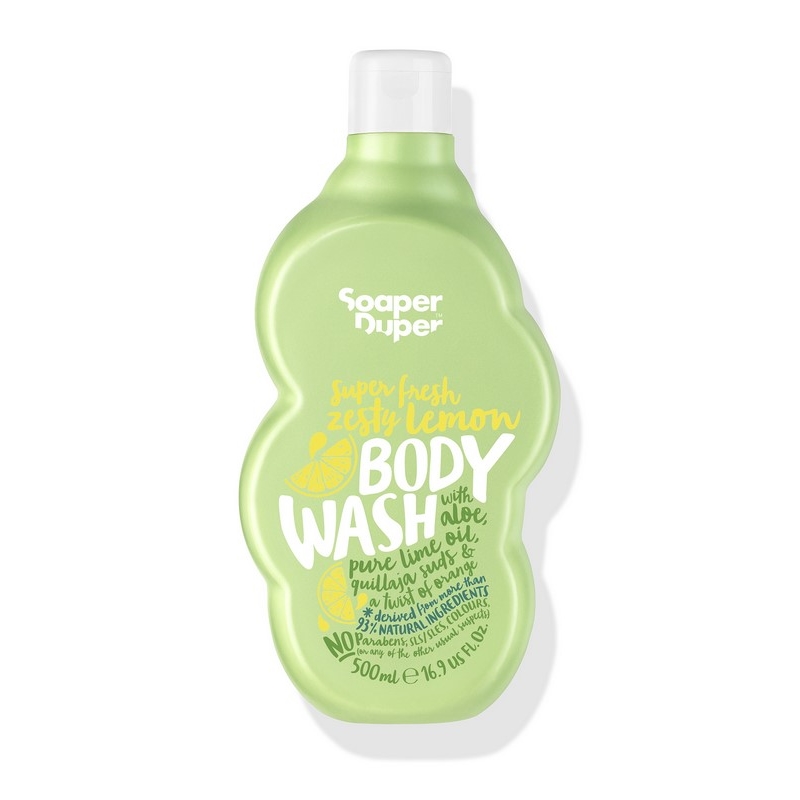 Soaper
Duper™
super fresh
zesty lemon
BODY
WASH
with
aloe,
pure lime oil,
quillaja suds &
a twist of orange
*derived from more than
93% NATURAL INGREDIENTS
NO Parabens, SLS/SLES, COLOURS,
(or any of the other usual suspects)
500ml ℮ 16.9 US FL.OZ.